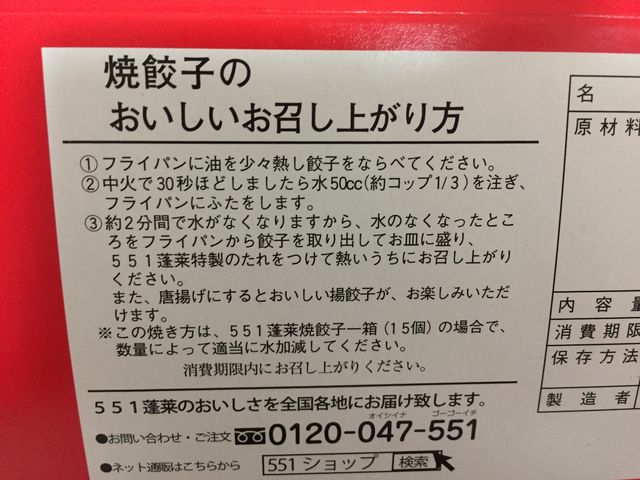 焼餃子の
おいしいお召し上がり方
①フライパンに油を少々熱し餃子をならべてください。
②中火で30秒ほどしましたら水50cc(約コップ1/3)を注ぎ、
フライパンにふたをします。
③約2分間で水がなくなりますから、水のなくなったとこ
ろをフライパンから餃子を取り出してお皿に盛り、
551蓬莱特製のたれをつけて熱いうちにお召し上がり
ください。
また、唐揚げにするとおいしい揚餃子が、お楽しみいただ
けます。
※この焼き方は、551蓬莱焼餃子一箱(15個)の場合で、
数量によって適当に水加減してください。
消費期限内にお召し上がりください。
551蓬莱のおいしさを全国各地にお届け致します。
オイシイナ ゴーゴーイチ
●お問い合わせ・ご注文 0120-047-551
●ネット通販はこちらから 551ショップ 検索
名
原材料
内容量
消費期限
保存方法
製造者